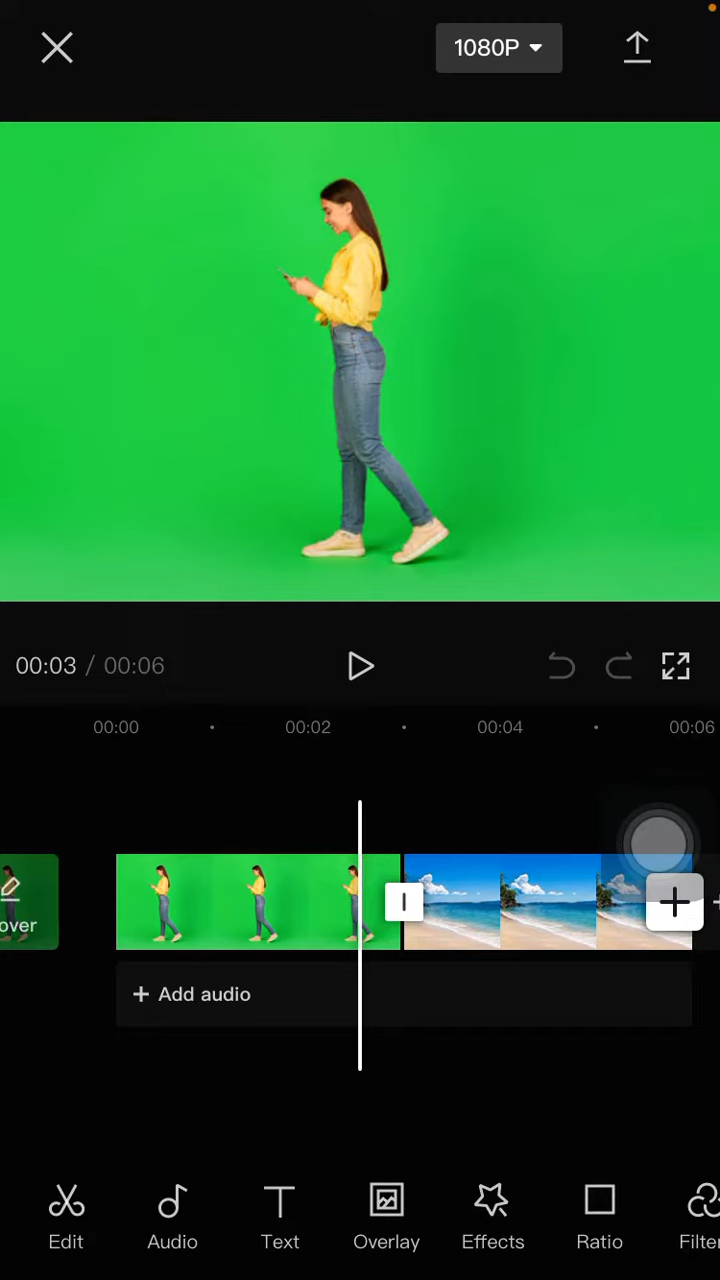 1080P
00:03 / 00:06
00:00
00:02
00:04
00:06
over
+ Add audio
Edit
Audio
Text
Overlay
Effects
Ratio
Filter